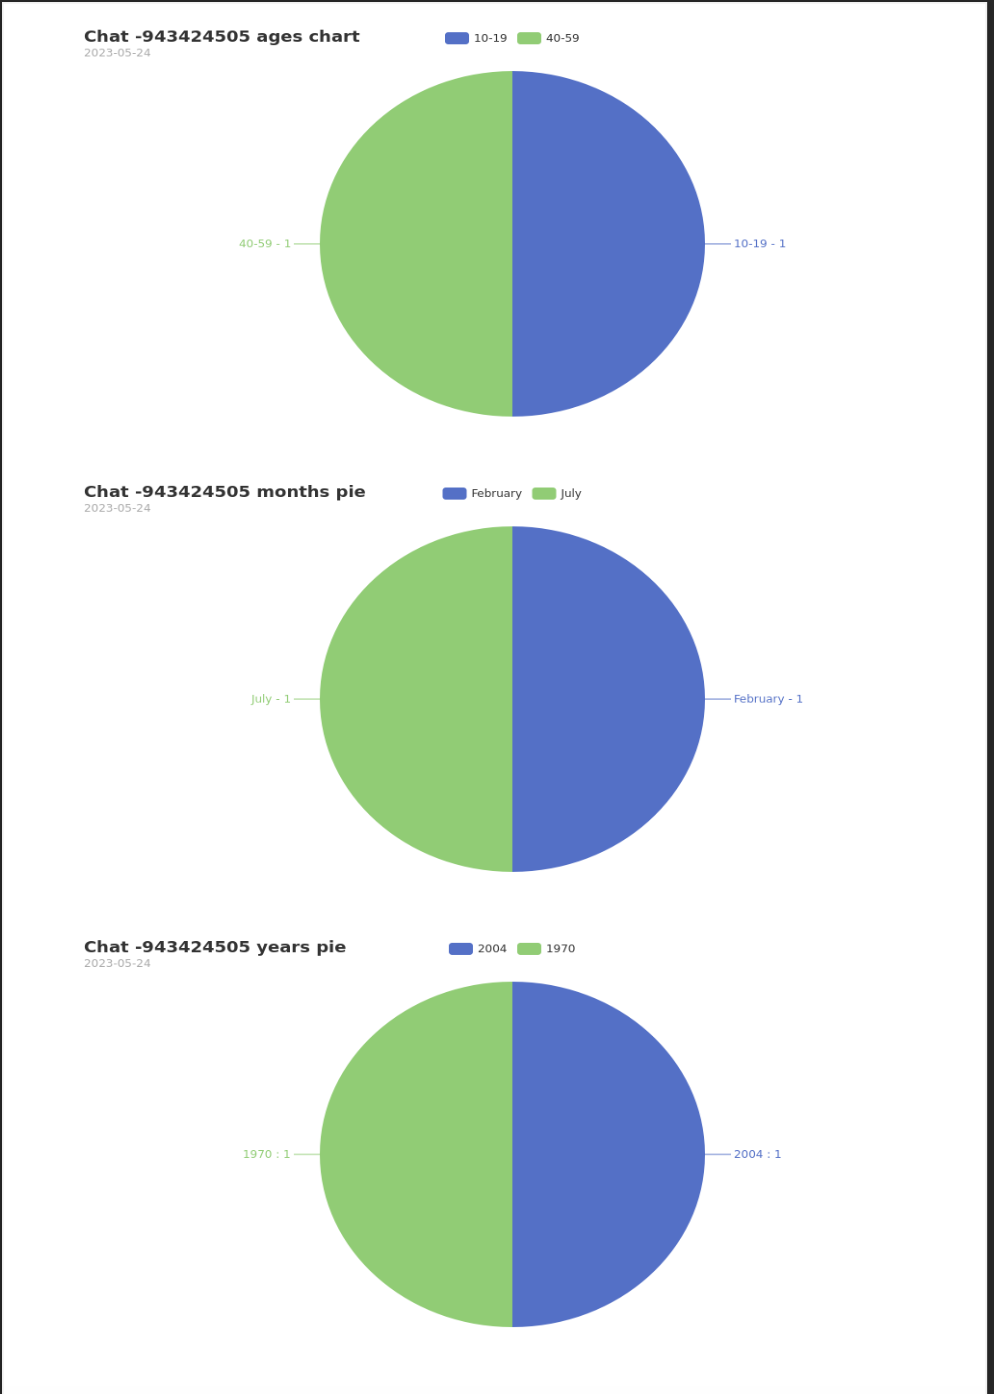 Chat -943424505 ages chart
10-19 40-59
2023-05-24
40-59 - 1
10-19 - 1
Chat -943424505 months pie
February July
2023-05-24
July - 1
February - 1
Chat -943424505 years pie
2004 1970
2023-05-24
1970 : 1
2004 : 1